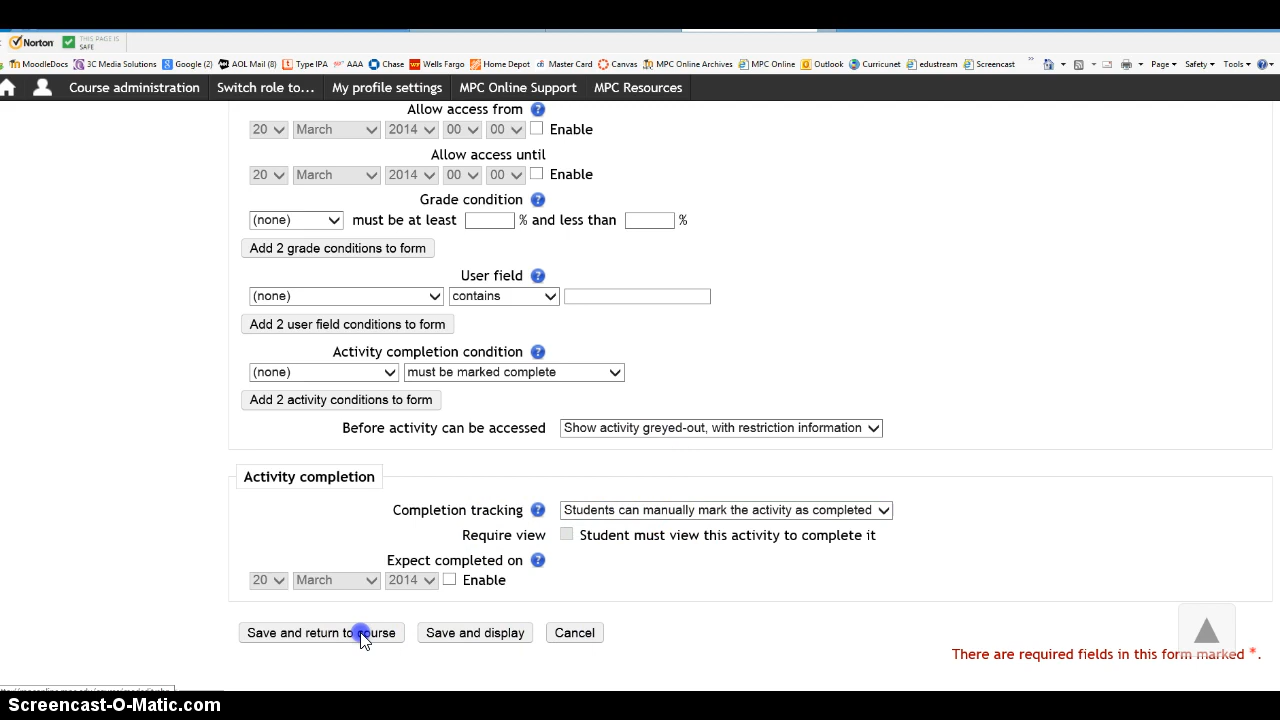 Norton THIS PAGE IS SAFE
MoodleDocs 3C Media Solutions Google (2) AOL Mail (8) Type IPA AAA Chase Wells Fargo Home Depot Master Card Canvas MPC Online Archives MPC Online Outlook Curricunet edustream Screencast » Page Safety Tools
Course administration Switch role to... My profile settings MPC Online Support MPC Resources
Allow access from ?
20 March 2014 00 00 Enable
Allow access until
20 March 2014 00 00 Enable
Grade condition ?
(none) must be at least % and less than %
Add 2 grade conditions to form
User field ?
(none) contains
Add 2 user field conditions to form
Activity completion condition ?
(none) must be marked complete
Add 2 activity conditions to form
Before activity can be accessed Show activity greyed-out, with restriction information
Activity completion
Completion tracking ? Students can manually mark the activity as completed
Require view Student must view this activity to complete it
Expect completed on ?
20 March 2014 Enable
Save and return to course Save and display Cancel
There are required fields in this form marked *.
Screencast-O-Matic.com